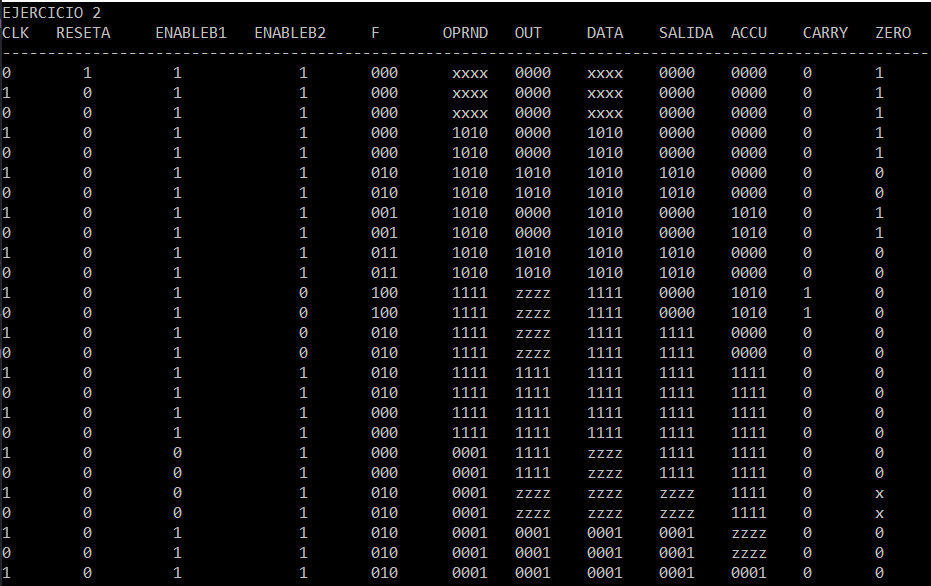 EJERCICIO 2
CLK RESETA ENABLEB1 ENABLEB2 F OPRND OUT DATA SALIDA ACCU CARRY ZERO
0 1 1 1 000 xxxx 0000 xxxx 0000 0000 0 1
1 0 1 1 000 xxxx 0000 xxxx 0000 0000 0 1
0 0 1 1 000 xxxx 0000 xxxx 0000 0000 0 1
1 0 1 1 000 1010 0000 1010 0000 0000 0 1
0 0 1 1 000 1010 0000 1010 0000 0000 0 1
1 0 1 1 010 1010 1010 1010 1010 0000 0 0
0 0 1 1 010 1010 1010 1010 1010 0000 0 0
1 0 1 1 001 1010 0000 1010 0000 1010 0 1
0 0 1 1 001 1010 0000 1010 0000 1010 0 1
1 0 1 1 011 1010 1010 1010 1010 0000 0 0
0 0 1 1 011 1010 1010 1010 1010 0000 0 0
1 0 1 0 100 1111 zzzz 1111 0000 1010 1 0
0 0 1 0 100 1111 zzzz 1111 0000 1010 1 0
1 0 1 0 010 1111 zzzz 1111 1111 0000 0 0
0 0 1 0 010 1111 zzzz 1111 1111 0000 0 0
1 0 1 1 010 1111 1111 1111 1111 1111 0 0
0 0 1 1 010 1111 1111 1111 1111 1111 0 0
1 0 1 1 000 1111 1111 1111 1111 1111 0 0
0 0 1 1 000 1111 1111 1111 1111 1111 0 0
1 0 0 1 000 0001 1111 zzzz 1111 1111 0 0
0 0 0 1 000 0001 1111 zzzz 1111 1111 0 0
1 0 0 1 010 0001 zzzz zzzz zzzz 1111 0 x
0 0 0 1 010 0001 zzzz zzzz zzzz 1111 0 x
1 0 1 1 010 0001 0001 0001 0001 zzzz 0 0
0 0 1 1 010 0001 0001 0001 0001 zzzz 0 0
1 0 1 1 010 0001 0001 0001 0001 0001 0 0